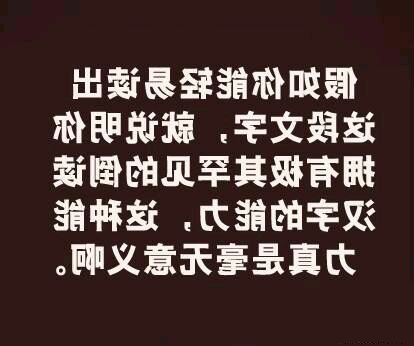 假如你能轻易读出
这段文字，就说明你
拥有极其罕见的倒读
汉字的能力，这种能
力真是毫无意义啊。